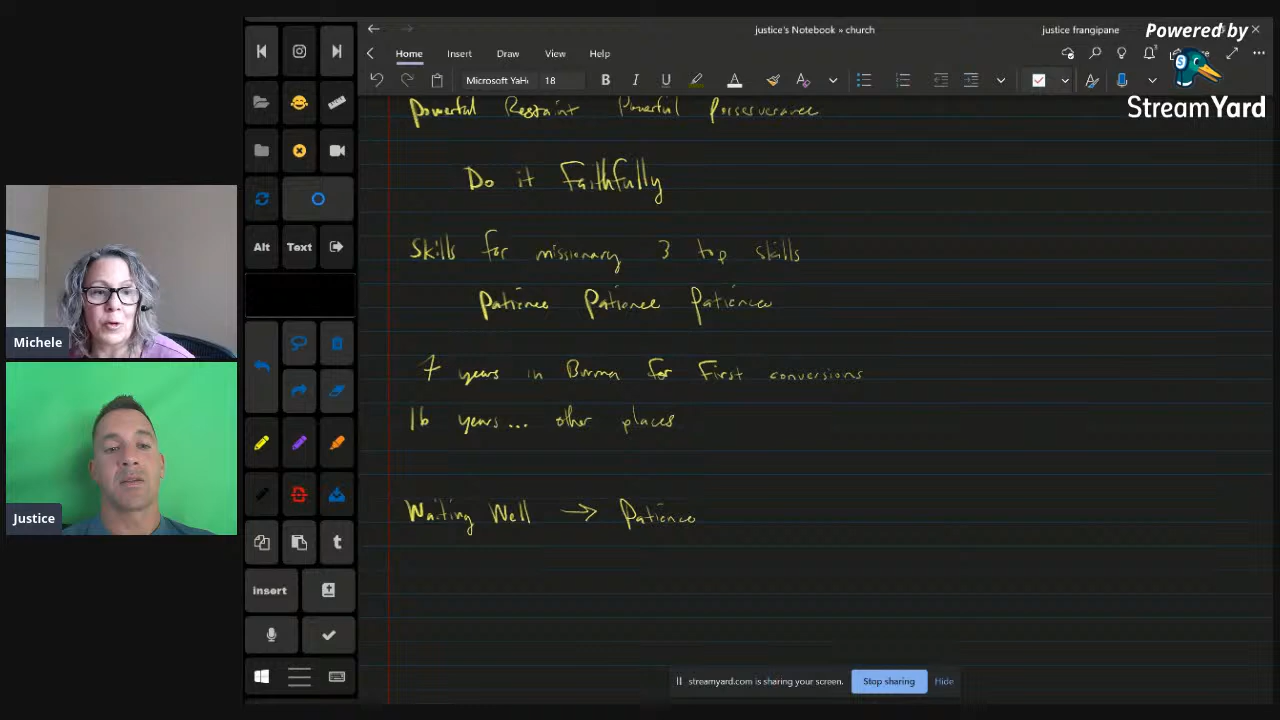 justice's Notebook » church
justice frangipane
Powered by
StreamYard
Home Insert Draw View Help
Microsoft YaHe 18 B I U A
Powerful Restraint Powerful Perserverance
Do it Faithfully
Skills for missionary 3 top skills
Patience Patience Patience
7 years in Burma for First conversions
16 years... other places
Waiting Well → Patience
Alt Text
t
insert
Michele
Justice
streamyard.com is sharing your screen. Stop sharing Hide